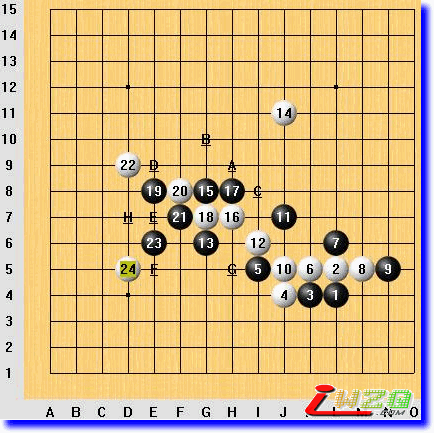 15
14
13
12
11 14
10 B
9 22 D A
8 19 20 15 17 C
7 H E 21 18 16 11
6 23 13 12 7
5 24 F G 5 10 6 2 8 9
4 4 3 1
3
2
1
A B C D E F G H I J K L M N O